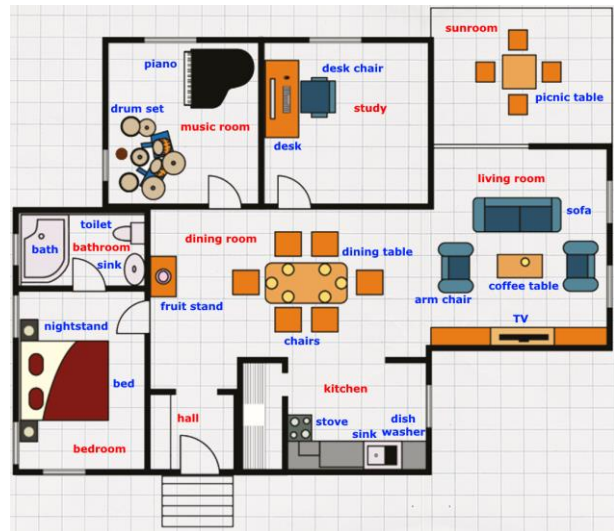 sunroom
piano
desk chair
picnic table
drum set
music room
study
desk
living room
toilet
dining room
sofa
bath
bathroom
dining table
sink
arm chair
coffee table
fruit stand
TV
nightstand
chairs
bed
kitchen
hall
stove
dish
washer
sink
bedroom